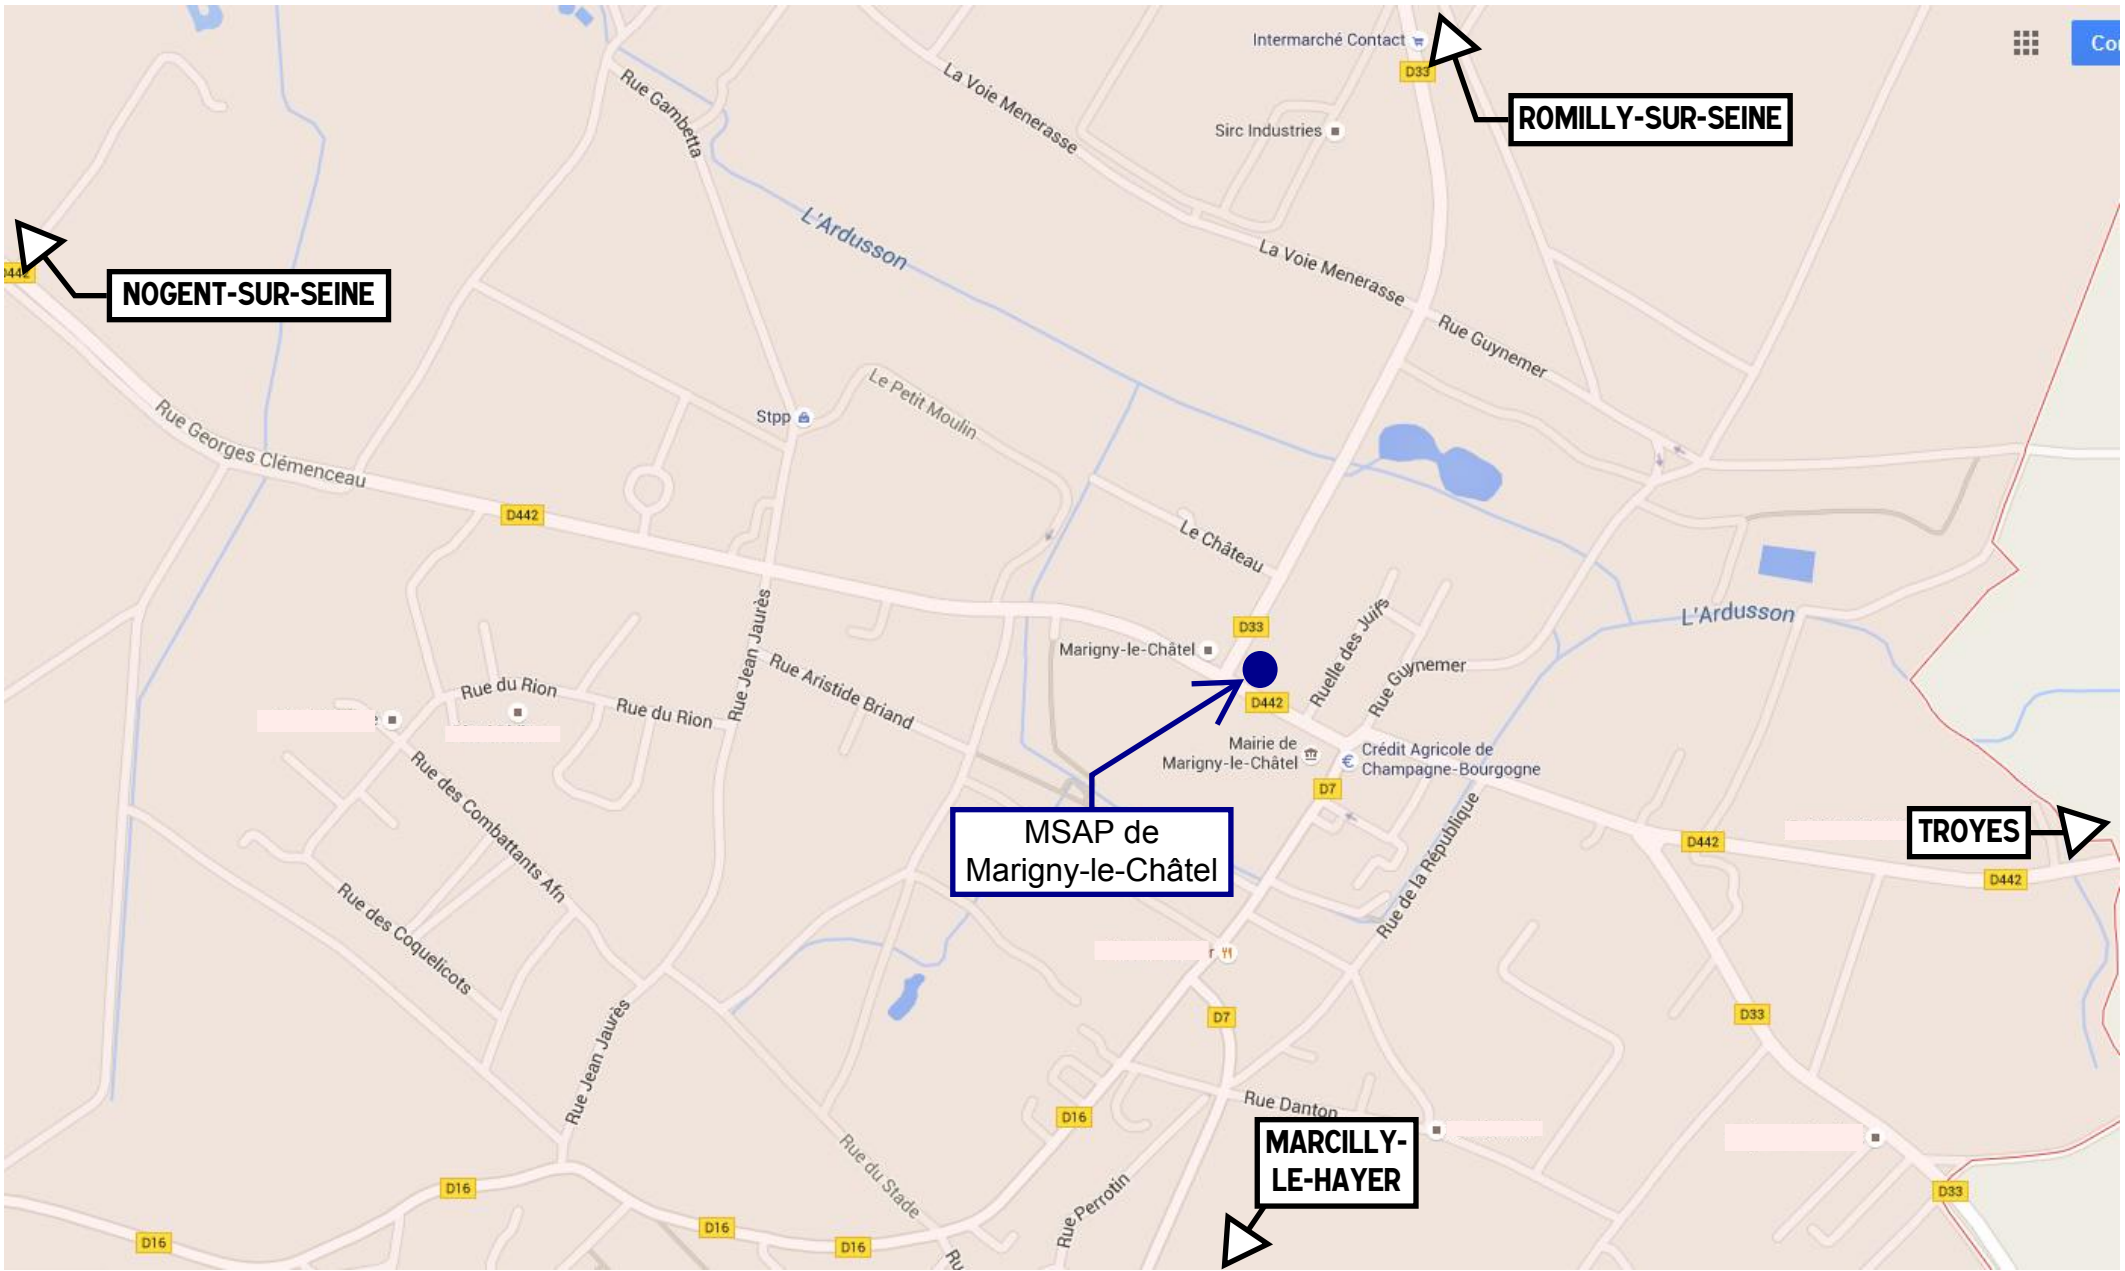 Intermarché Contact
D33
Co
Rue Gambetta
La Voie Menerasse
ROMILLY-SUR-SEINE
Sirc Industries
L'Ardusson
La Voie Menerasse
D442
NOGENT-SUR-SEINE
Rue Guynemer
Le Petit Moulin
Stpp
Rue Georges Clémenceau
D442
Le Château
Rue Jean Jaurès
D33
Ruelle des Juifs
L'Ardusson
Marigny-le-Châtel
Rue Aristide Briand
Rue Guynemer
Rue du Rion
Rue du Rion
D442
Mairie de
Marigny-le-Châtel
Crédit Agricole de
Champagne-Bourgogne
D7
Rue des Combattants Afn
MSAP de
Marigny-le-Châtel
Rue de la République
D442
TROYES
D442
Rue des Coquelicots
r
D7
D33
Rue Jean Jaurès
Rue Danton
D16
MARCILLY-
LE-HAYER
Rue du Stade
Rue Perrotin
D16
D33
D16
D16
D16
Ru